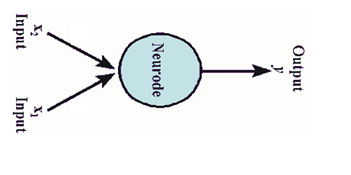 Output
y
Neurode
x₂
Input
x₁
Input